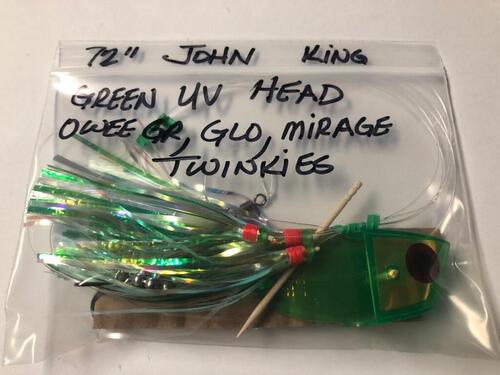 72" JOHN KING
GREEN UV HEAD
OWEE GR, GLO, MIRAGE
TWINKIES